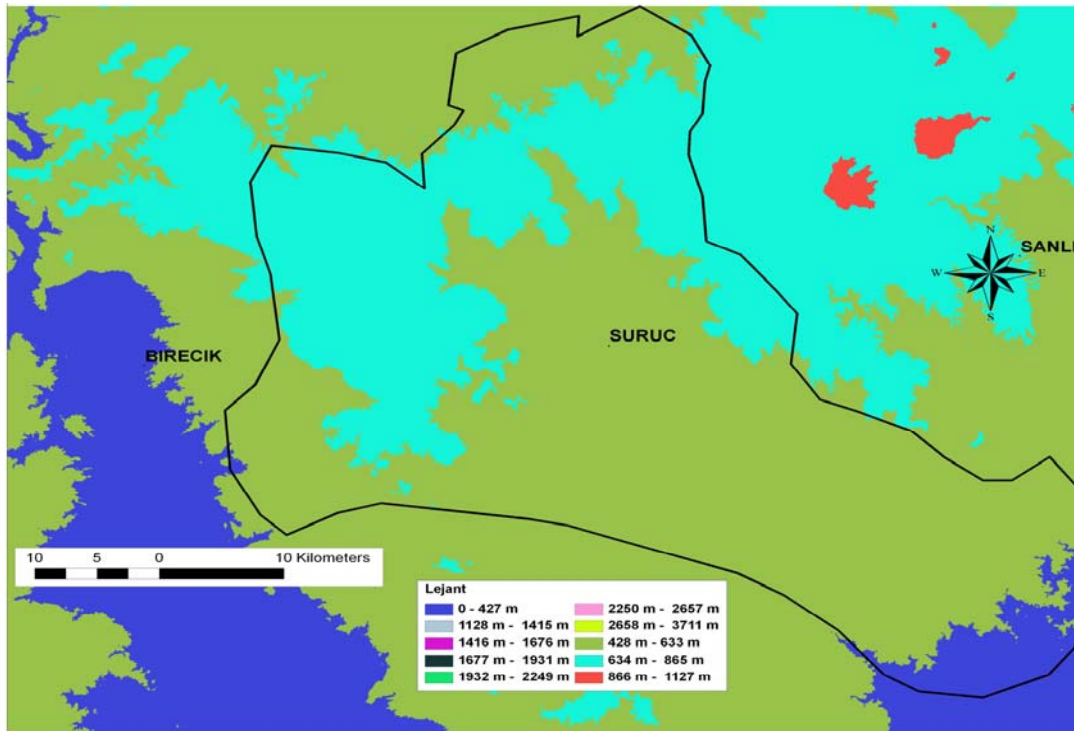 N
W E
S
SANLI
SURUC
BIRECIK
10 5 0 10 Kilometers
Lejant
0 - 427 m
1128 m - 1415 m
1416 m - 1676 m
1677 m - 1931 m
1932 m - 2249 m
2250 m - 2657 m
2658 m - 3711 m
428 m - 633 m
634 m - 865 m
866 m - 1127 m